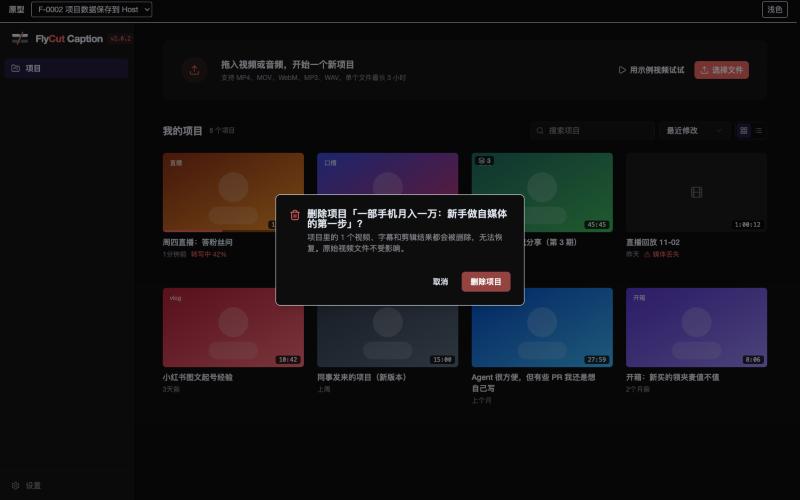 原型
F-0002 项目数据保存到 Host
浅色
FlyCut Caption v2.0.2
项目
拖入视频或音频，开始一个新项目
支持 MP4、MOV、WebM、MP3、WAV，单个文件最长 3 小时
用示例视频试试
选择文件
我的项目 8 个项目
搜索项目
最近修改
直播
口播
3
45:45
1:00:12
周四直播：答粉丝问
1分钟前 转写中 42%
分享（第 3 期）
直播回放 11-02
昨天 媒体丢失
删除项目「一部手机月入一万：新手做自媒体
的第一步」？
项目里的 1 个视频、字幕和剪辑结果都会被删除，无法恢
复。原始视频文件不受影响。
取消
删除项目
vlog
开箱
10:42
15:00
27:59
8:06
小红书图文起号经验
3天前
同事发来的项目（新版本）
上周
Agent 很方便，但有些 PR 我还是想
自己写
上个月
开箱：新买的领夹麦值不值
2个月前
设置